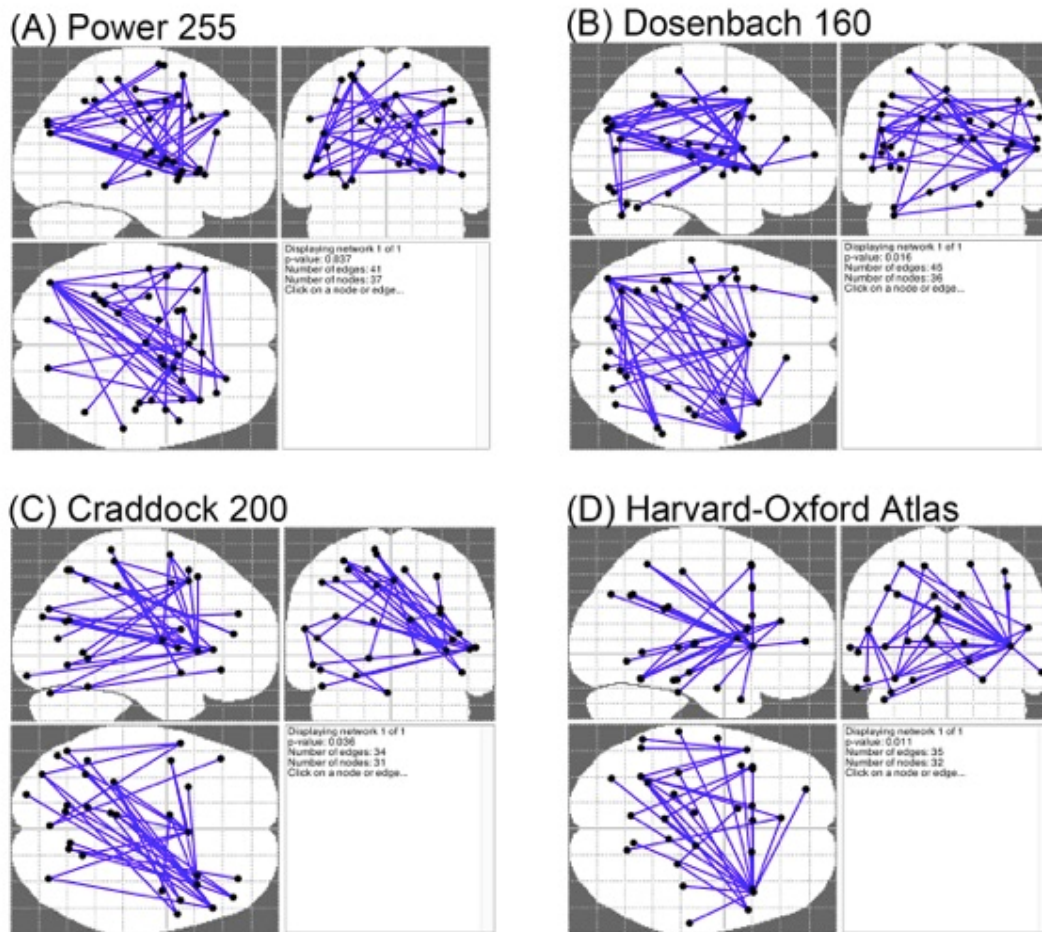 (A) Power 255
Displaying network 1 of 1
p-value: 0.837
Number of edges: 41
Number of nodes: 37
Click on a node or edge...
(B) Dosenbach 160
Displaying network 1 of 1
p-value: 0.016
Number of edges: 45
Number of nodes: 36
Click on a node or edge...
(C) Craddock 200
Displaying network 1 of 1
p-value: 0.036
Number of edges: 34
Number of nodes: 31
Click on a node or edge...
(D) Harvard-Oxford Atlas
Displaying network 1 of 1
p-value: 0.011
Number of edges: 35
Number of nodes: 32
Click on a node or edge...